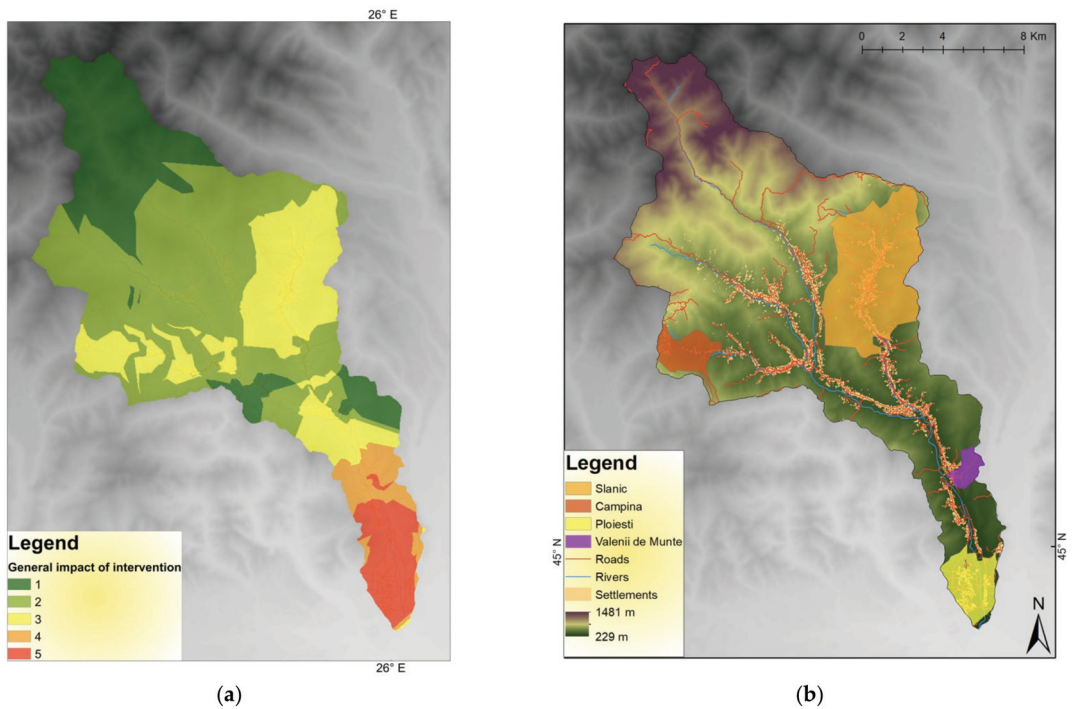 26° E
Legend
General impact of intervention
1
2
3
4
5
26° E
(a)
0 2 4 8 Km
Legend
Slanic
Campina
Ploiesti
Valenii de Munte
Roads
Rivers
Settlements
1481 m
229 m
45° N
45° N
N
(b)